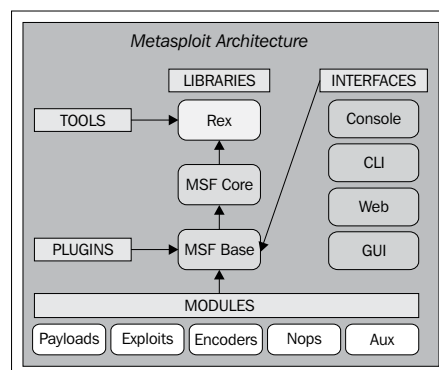 Metasploit Architecture
LIBRARIES
INTERFACES
TOOLS
Rex
Console
MSF Core
CLI
Web
PLUGINS
MSF Base
GUI
MODULES
Payloads
Exploits
Encoders
Nops
Aux